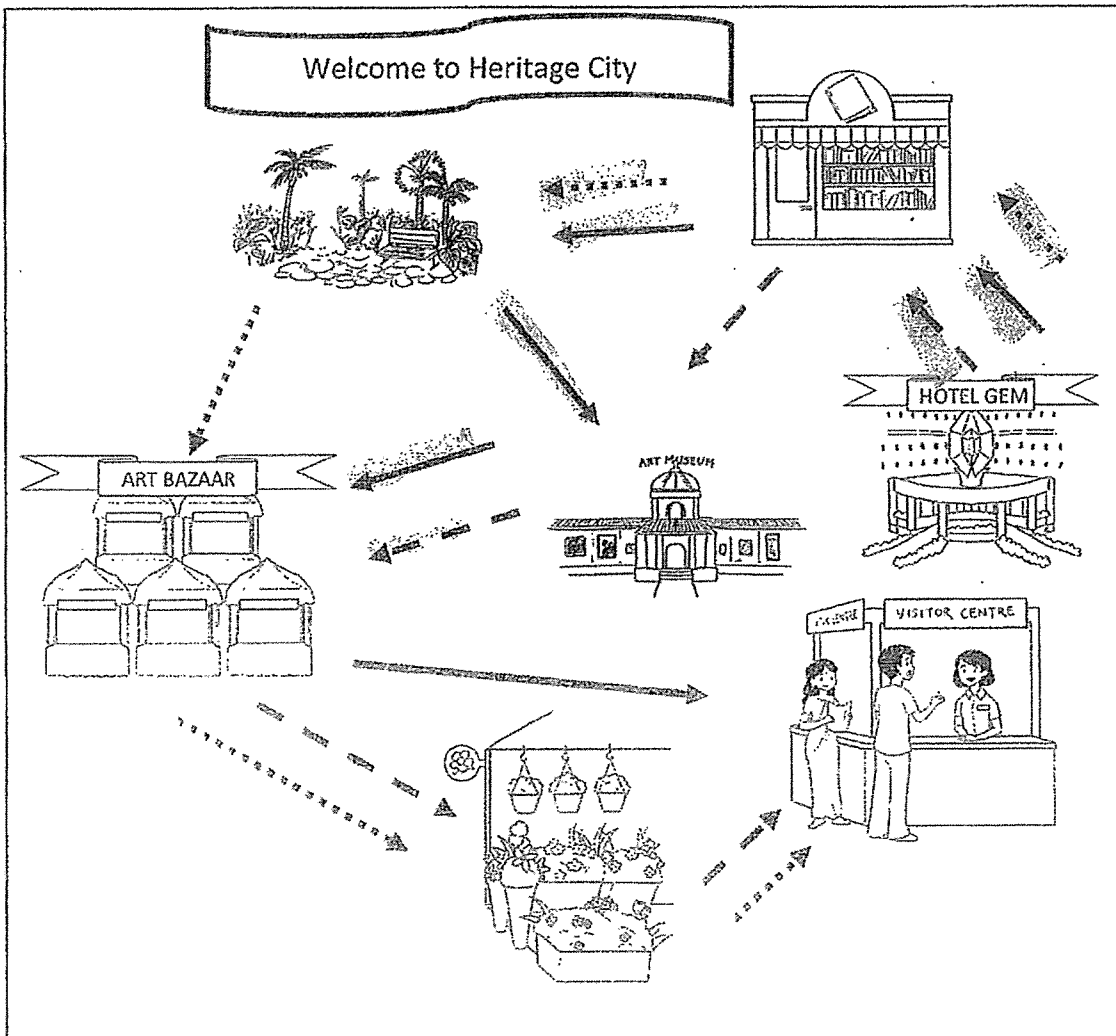 Welcome to Heritage City
HOTEL GEM
ART BAZAAR
ART MUSEUM
VISITOR CENTRE